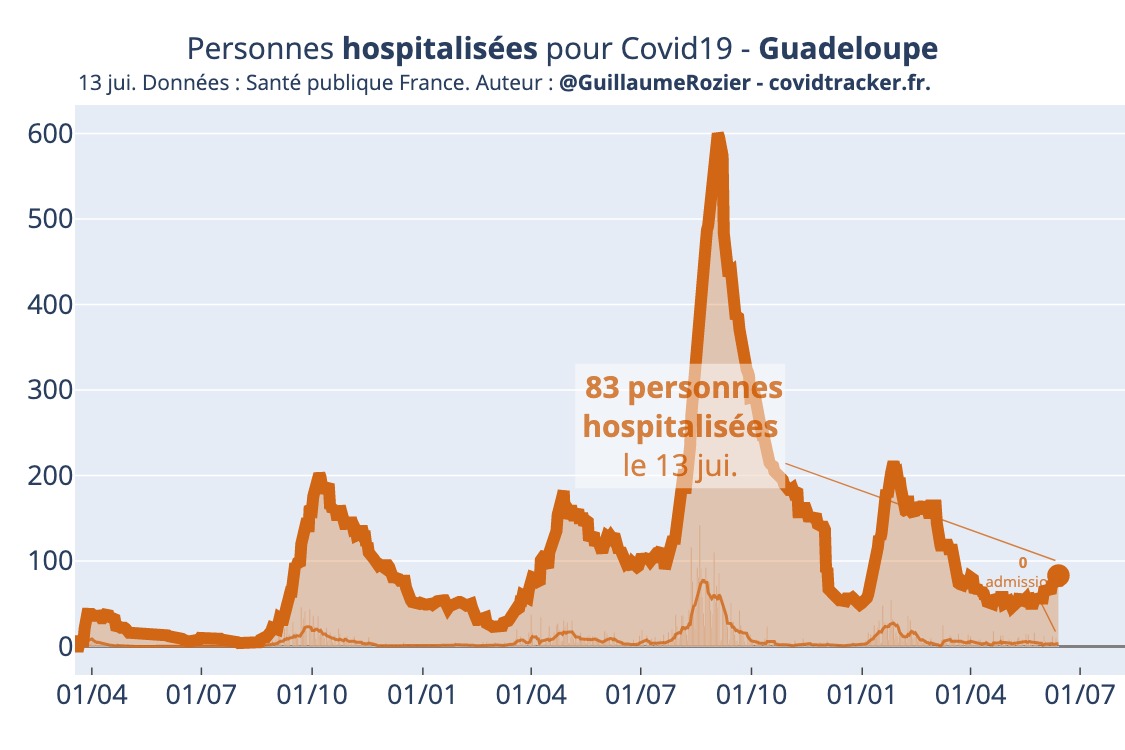 Personnes hospitalisées pour Covid19 - Guadeloupe
13 jui. Données : Santé publique France. Auteur : @GuillaumeRozier - covidtracker.fr.
600
500
400
300
200
100
0
83 personnes
hospitalisées
le 13 jui.
0
admissio
01/04 01/07 01/10 01/01 01/04 01/07 01/10 01/01 01/04 01/07